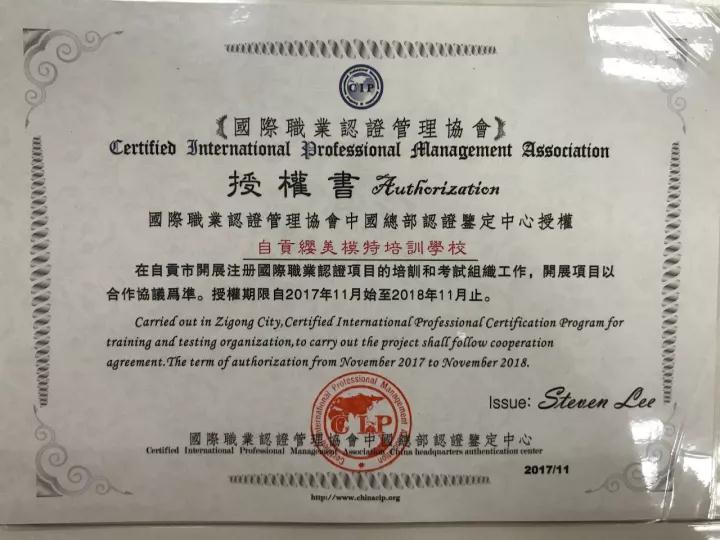 CIP
《國際職業認證管理協會》
Certified International Professional Management Association
授權書 Authorization
國際職業認證管理協會中國總部認證鑒定中心授權
自貢纓美模特培訓學校
在自貢市開展注册國際職業認證項目的培訓和考試組織工作，開展項目以
合作協議爲準。授權期限自2017年11月始至2018年11月止。
Carried out in Zigong City,Certified International Professional Certification Program for
training and testing organization,to carry out the project shall follow cooperation
agreement.The term of authorization from November 2017 to November 2018.
Issue: Steven Lee
CIP
國際職業認證管理協會中國總部認證鑒定中心
Certified International Professional Management Association China headquarters authentication center
2017/11
http://www.chinacip.org